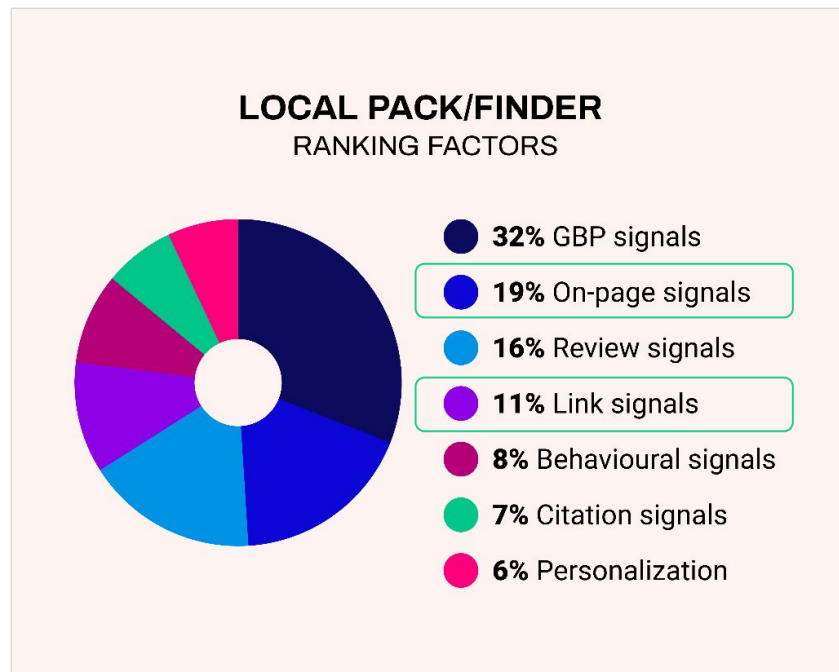 LOCAL PACK/FINDER
RANKING FACTORS
32% GBP signals
19% On-page signals
16% Review signals
11% Link signals
8% Behavioural signals
7% Citation signals
6% Personalization